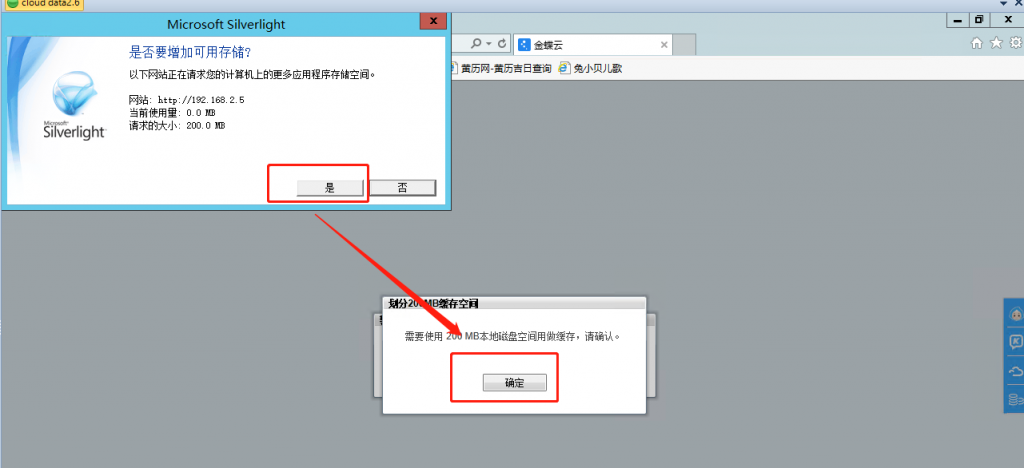 cloud data2.6
Microsoft Silverlight
是否要增加可用存储?
以下网站正在请求您的计算机上的更多应用程序存储空间。
网站: http://192.168.2.5
当前使用量: 0.0 MB
请求的大小: 200.0 MB
Microsoft
Silverlight
是
否
金蝶云
黄历网-黄历吉日查询
兔小贝儿歌
划分200MB缓存空间
需要使用 200 MB本地磁盘空间用做缓存，请确认。
确定